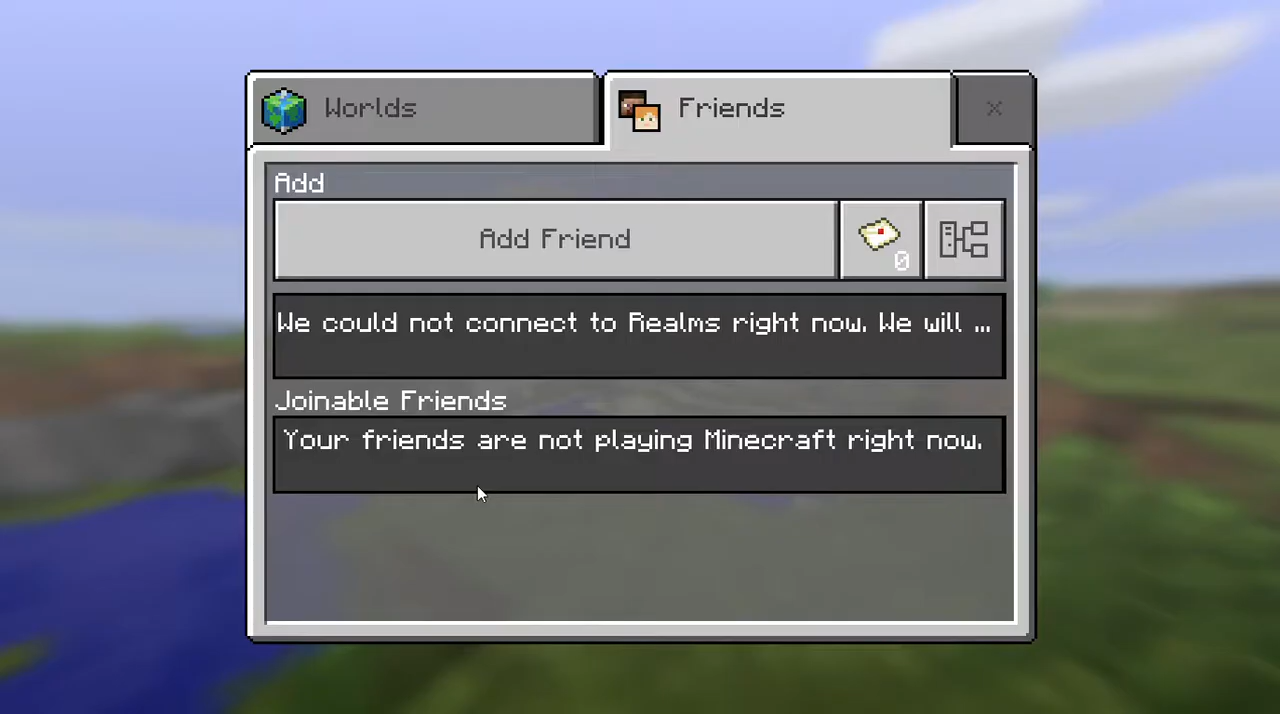 Worlds
Friends
Add
Add Friend
0
We could not connect to Realms right now. We will ...
Joinable Friends
Your friends are not playing Minecraft right now.